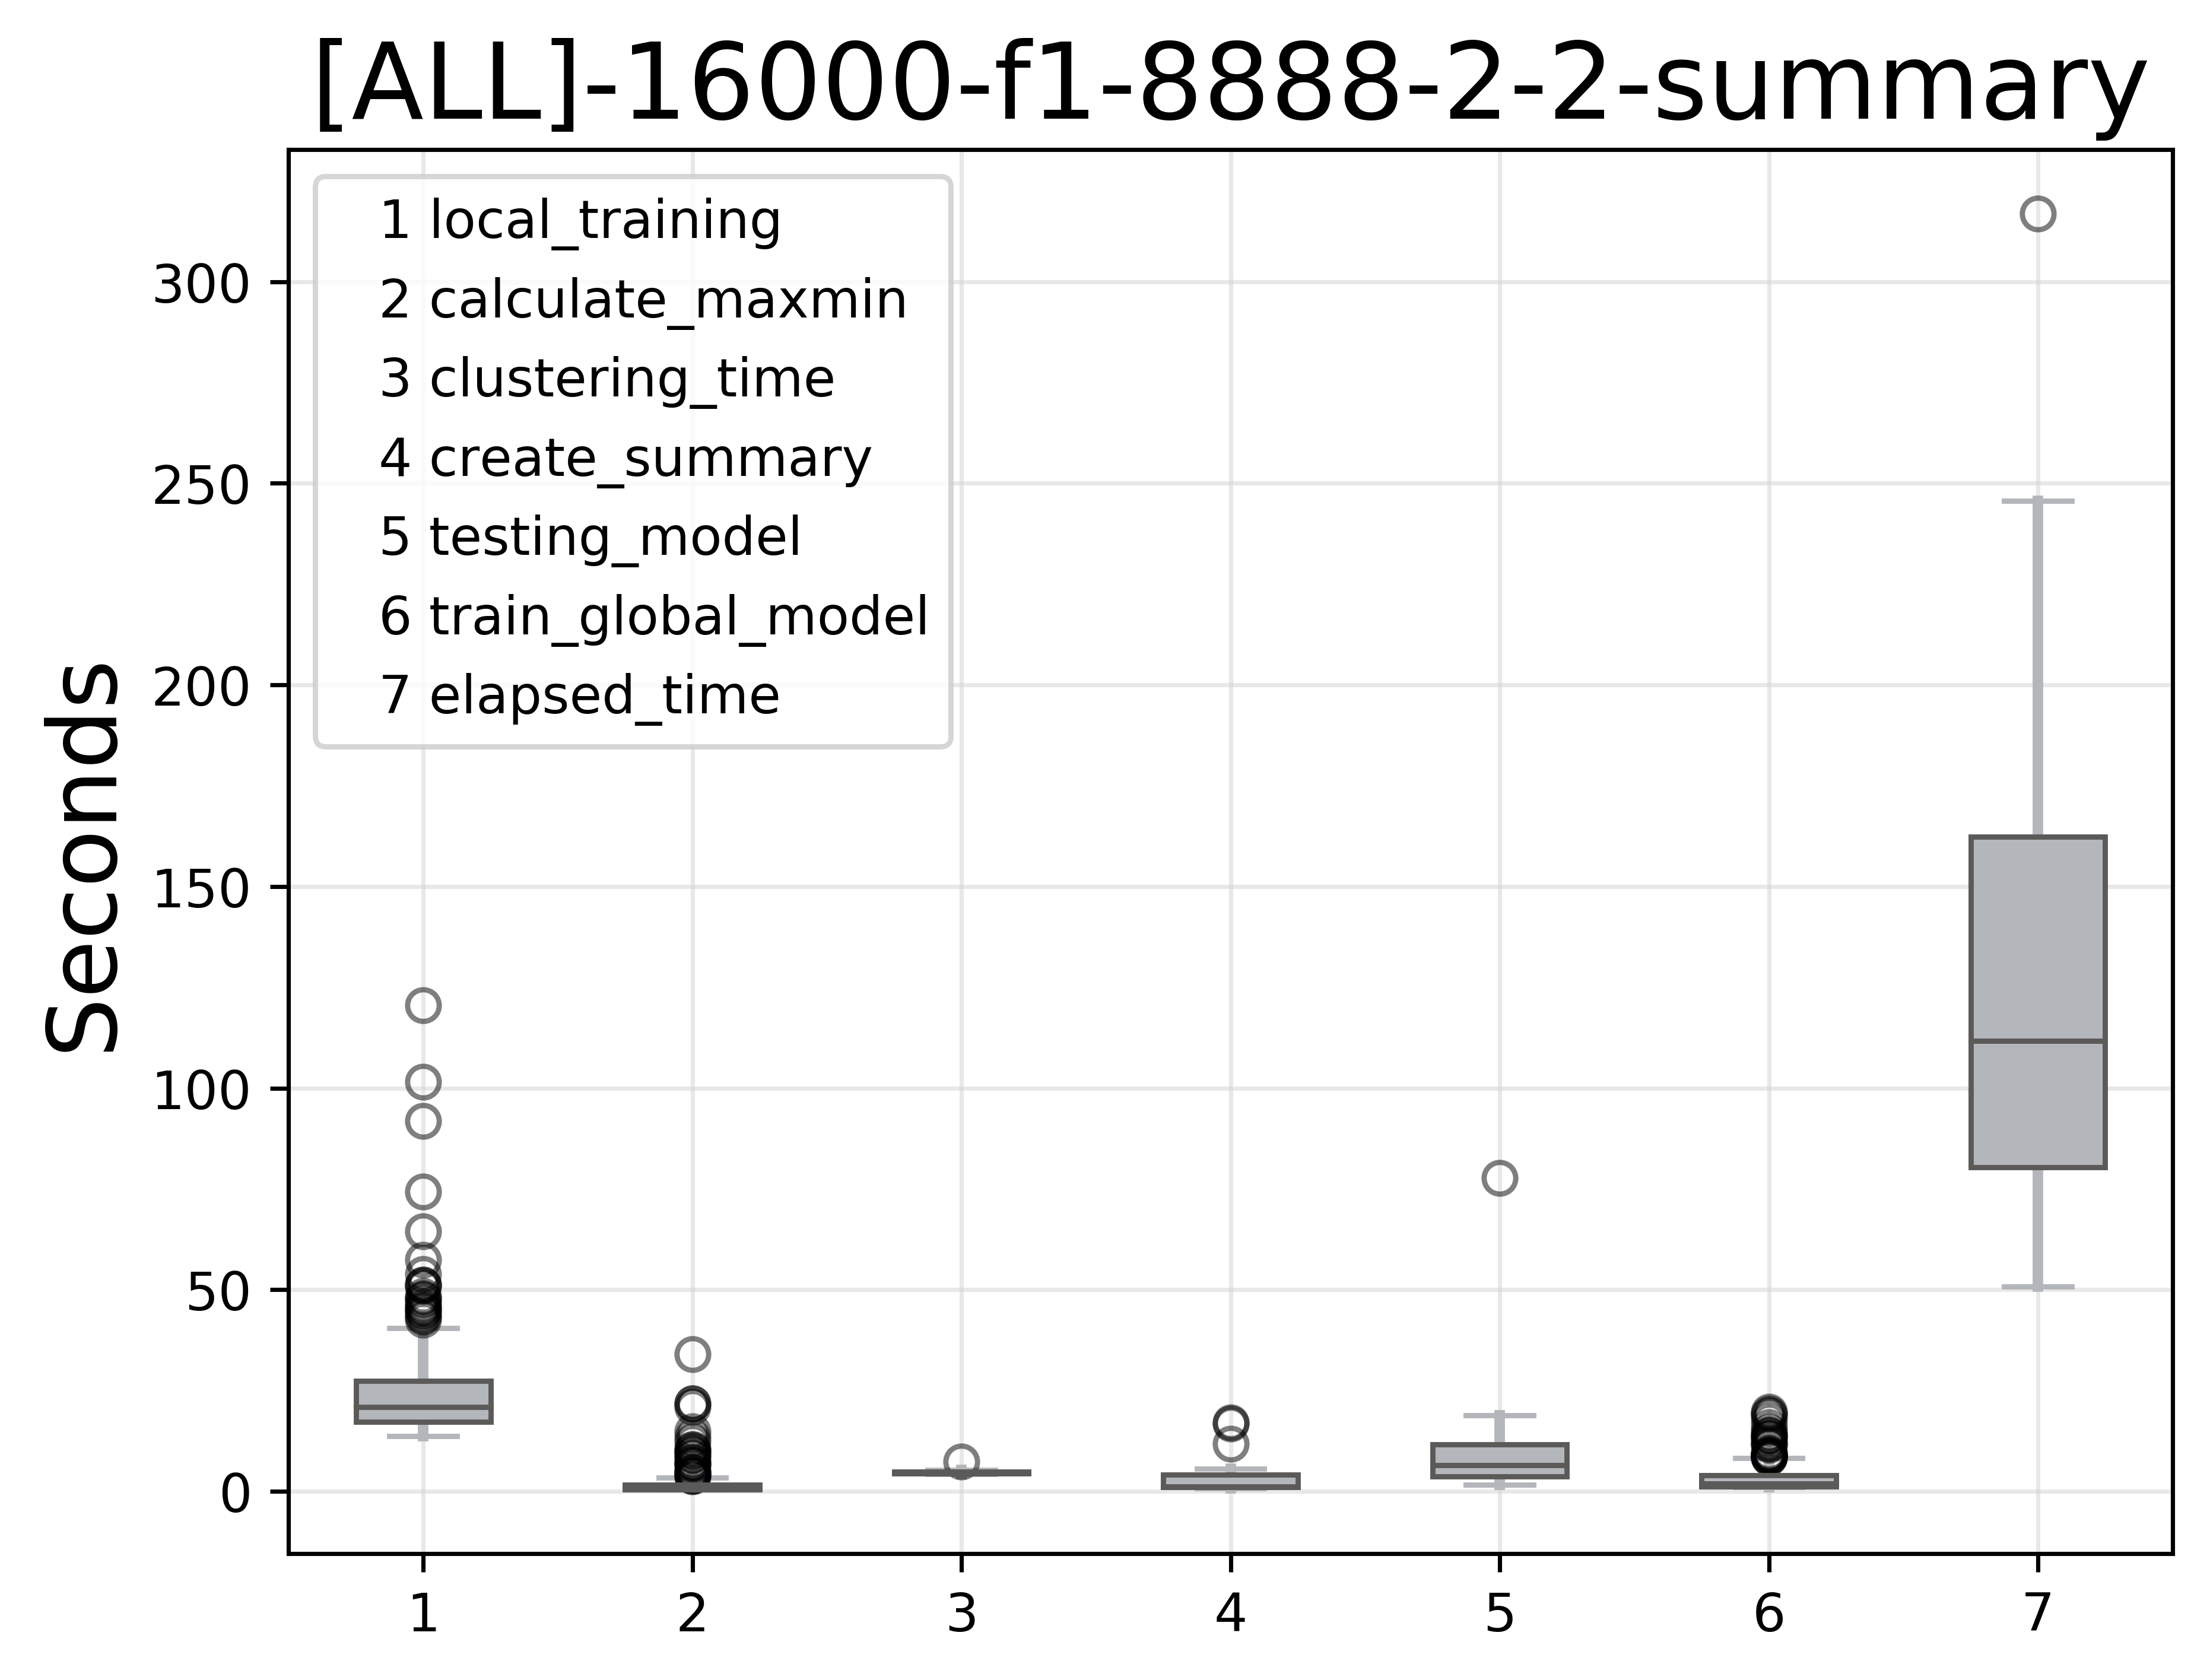 [ALL]-16000-f1-8888-2-2-summary
1 local_training
2 calculate_maxmin
3 clustering_time
4 create_summary
5 testing_model
6 train_global_model
7 elapsed_time
Seconds
300
250
200
150
100
50
0
1 2 3 4 5 6 7